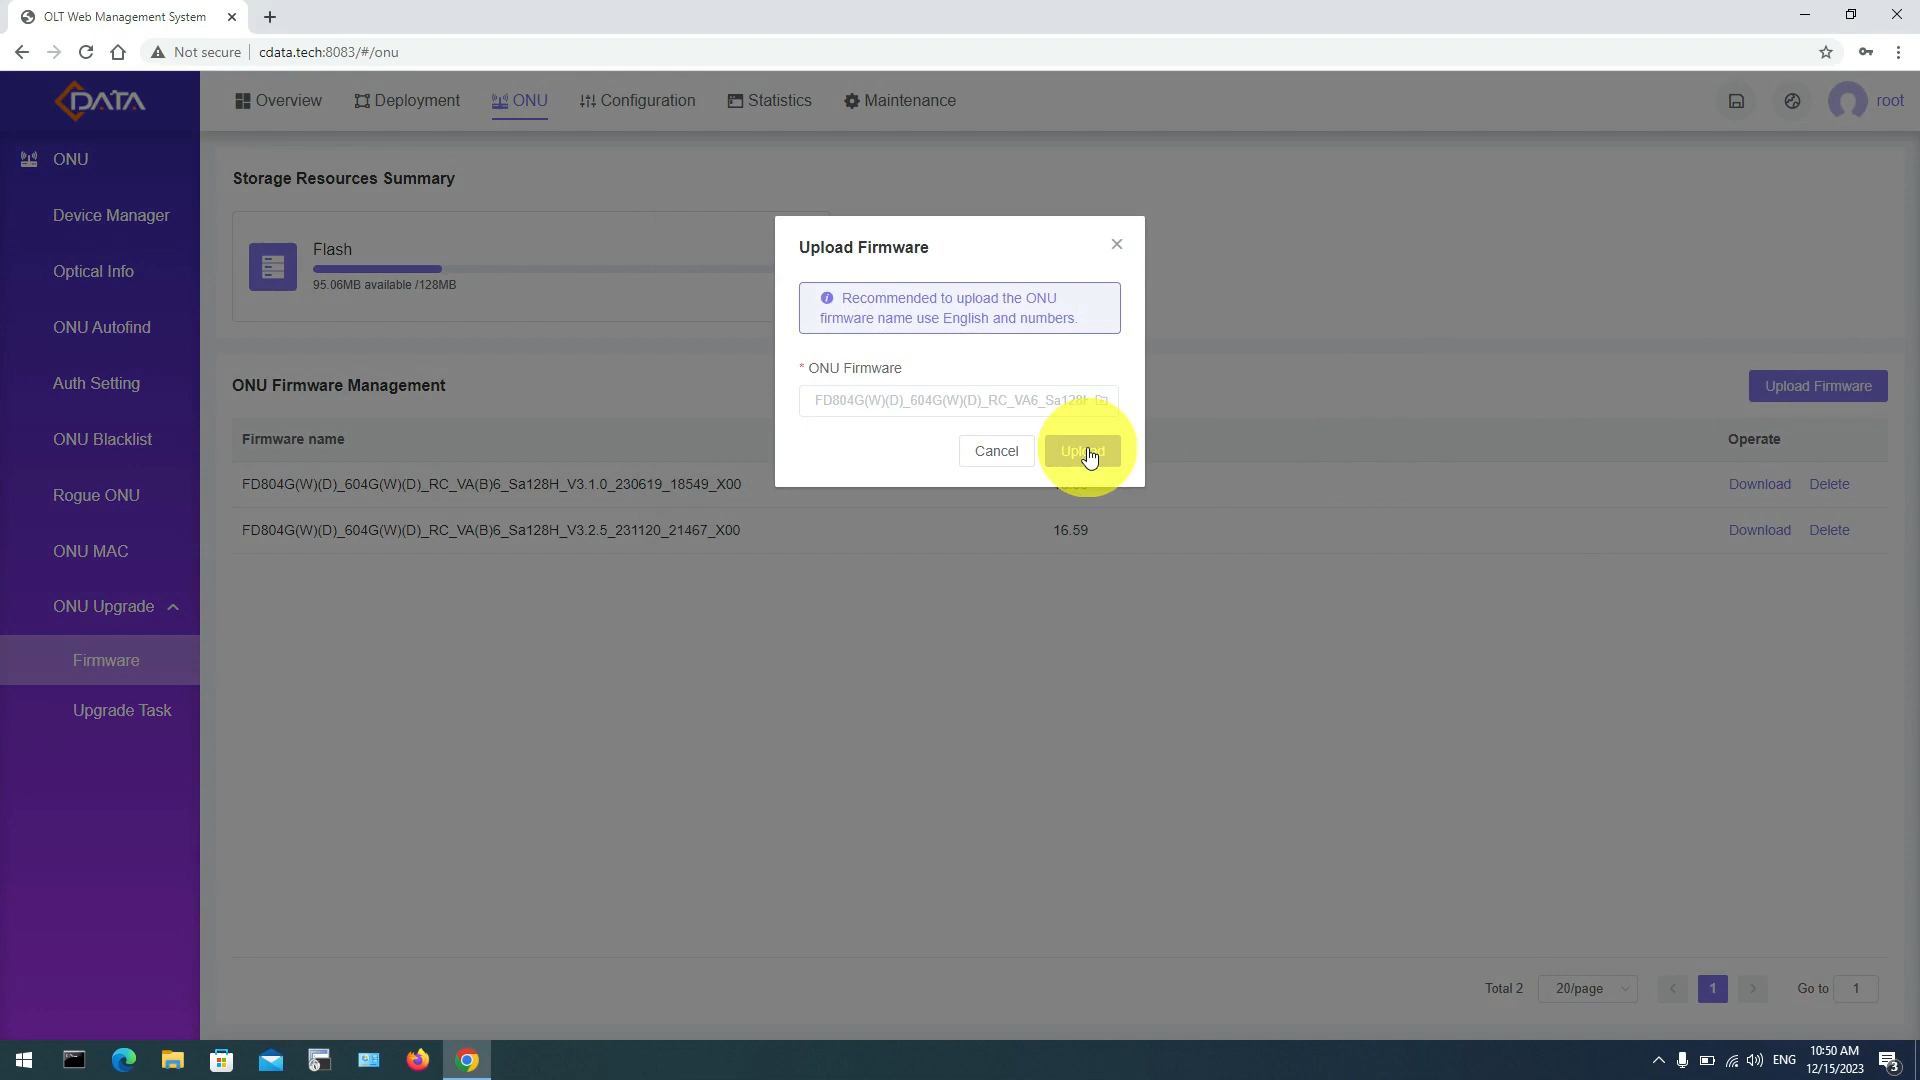 OLT Web Management System
Not secure
cdata.tech:8083/#/onu
DATA
Overview
Deployment
ONU
Configuration
Statistics
Maintenance
root
ONU
Device Manager
Optical Info
ONU Autofind
Auth Setting
ONU Blacklist
Rogue ONU
ONU MAC
ONU Upgrade
Firmware
Upgrade Task
Storage Resources Summary
Flash
95.06MB available /128MB
Upload Firmware
Recommended to upload the ONU
firmware name use English and numbers.
* ONU Firmware
FD804G(W)(D)_604G(W)(D)_RC_VA6_Sa128H
Cancel
Upload
ONU Firmware Management
Upload Firmware
Firmware name
Operate
FD804G(W)(D)_604G(W)(D)_RC_VA(B)6_Sa128H_V3.1.0_230619_18549_X00
Download Delete
FD804G(W)(D)_604G(W)(D)_RC_VA(B)6_Sa128H_V3.2.5_231120_21467_X00
16.59
Download Delete
Total 2
20/page
1
Go to
1
ENG
10:50 AM
12/15/2023
3